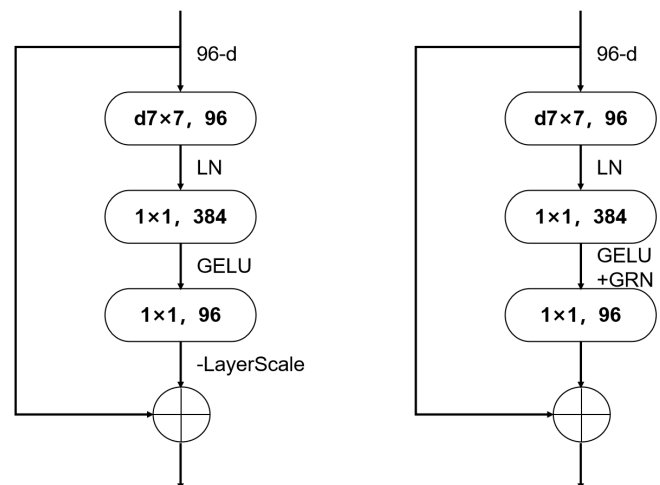 96-d
d7×7, 96
LN
1×1, 384
GELU
1×1, 96
-LayerScale
96-d
d7×7, 96
LN
1×1, 384
GELU
+GRN
1×1, 96